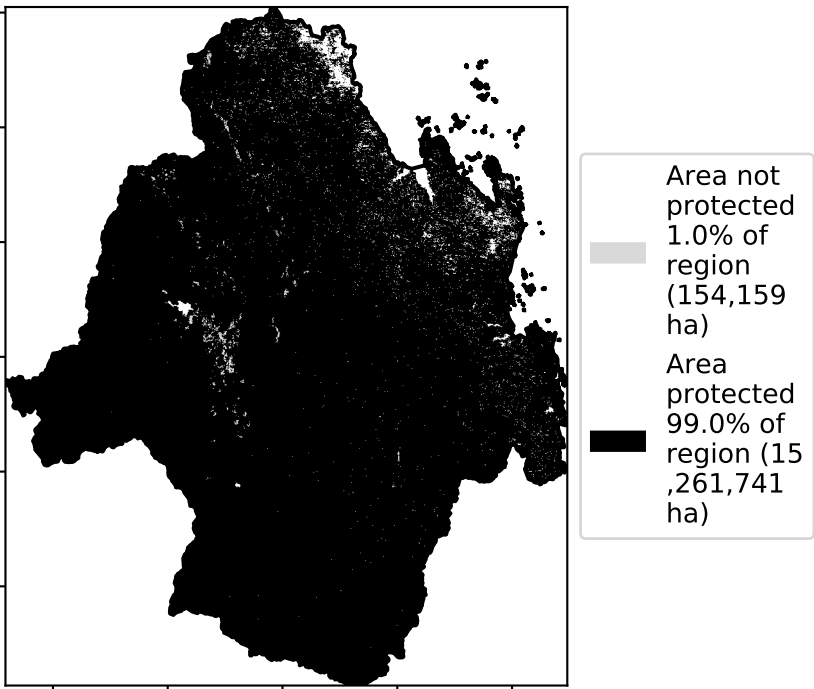 Area not
protected
1.0% of
region
(154,159
ha)
Area
protected
99.0% of
region (15
,261,741
ha)